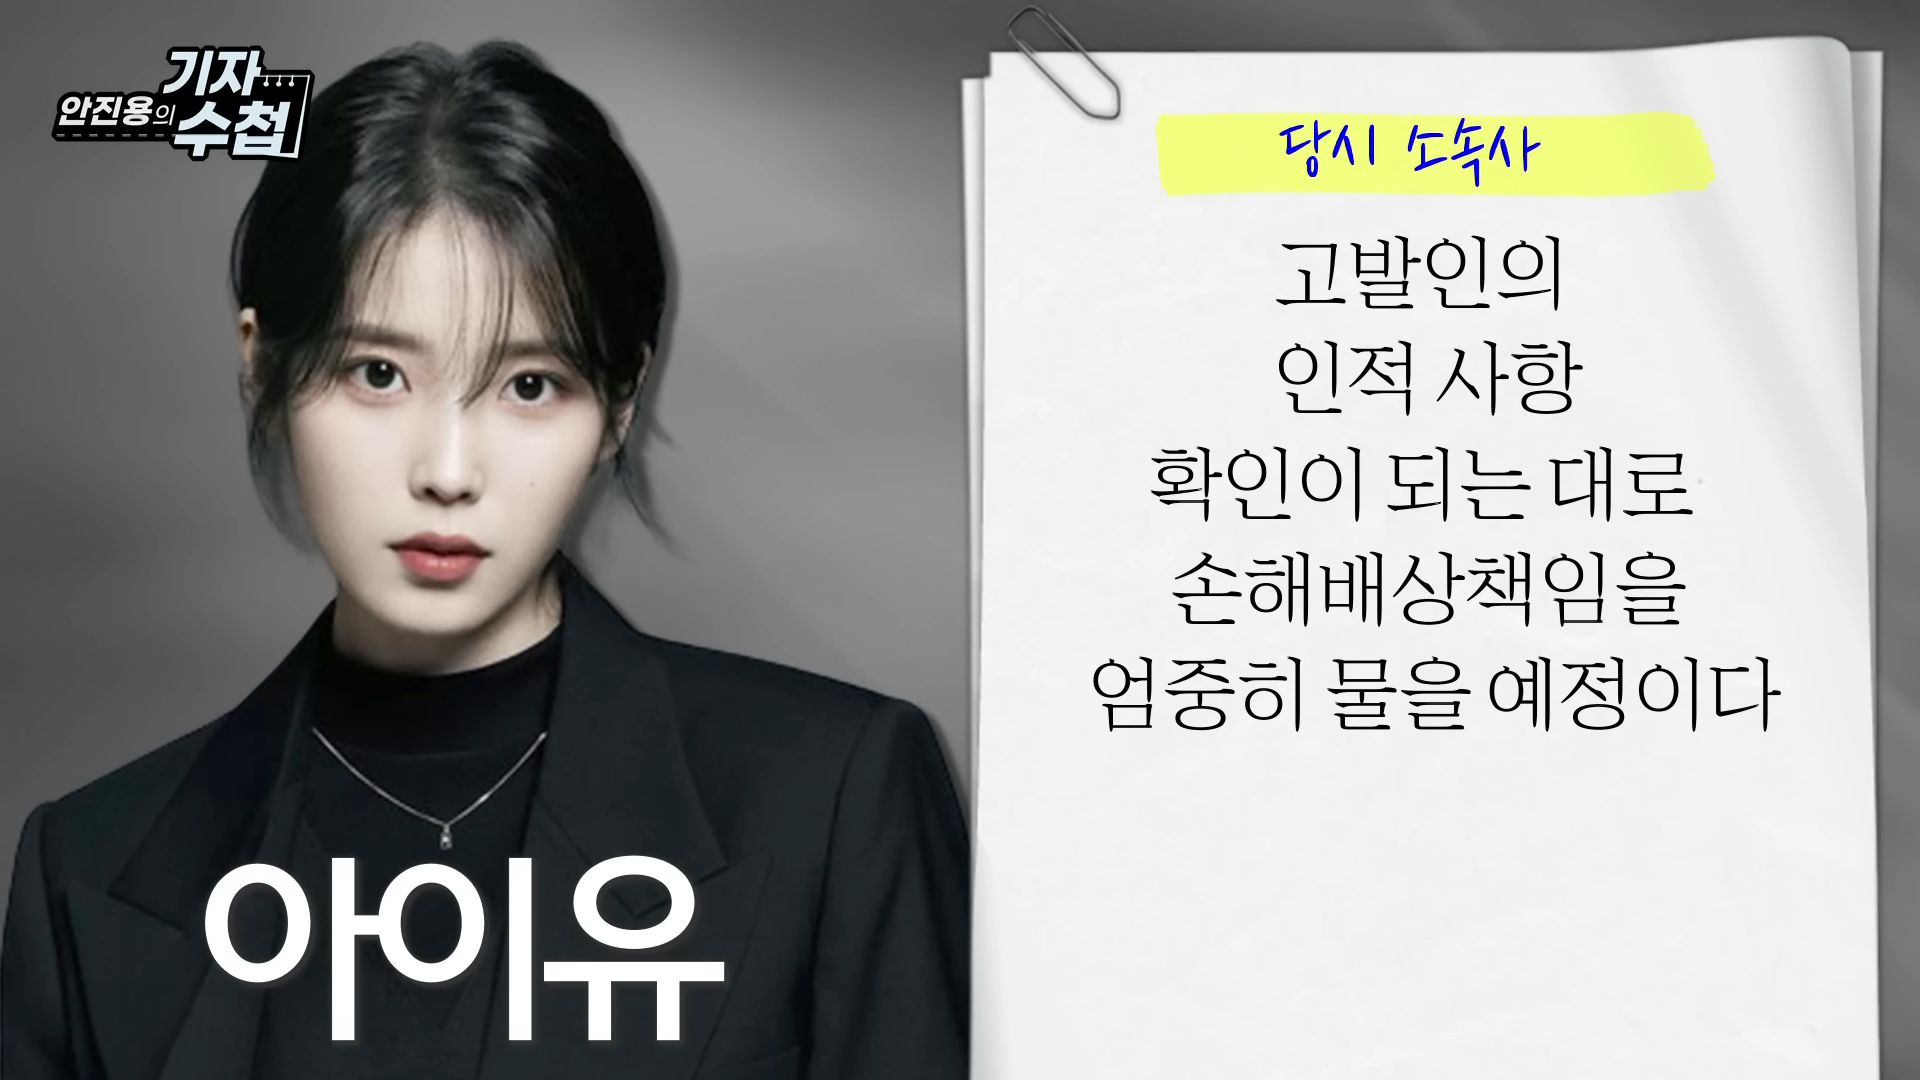 안진용의 기자수첩
당시 소속사
고발인의
인적 사항
확인이 되는 대로
손해배상책임을
엄중히 물을 예정이다
아이유